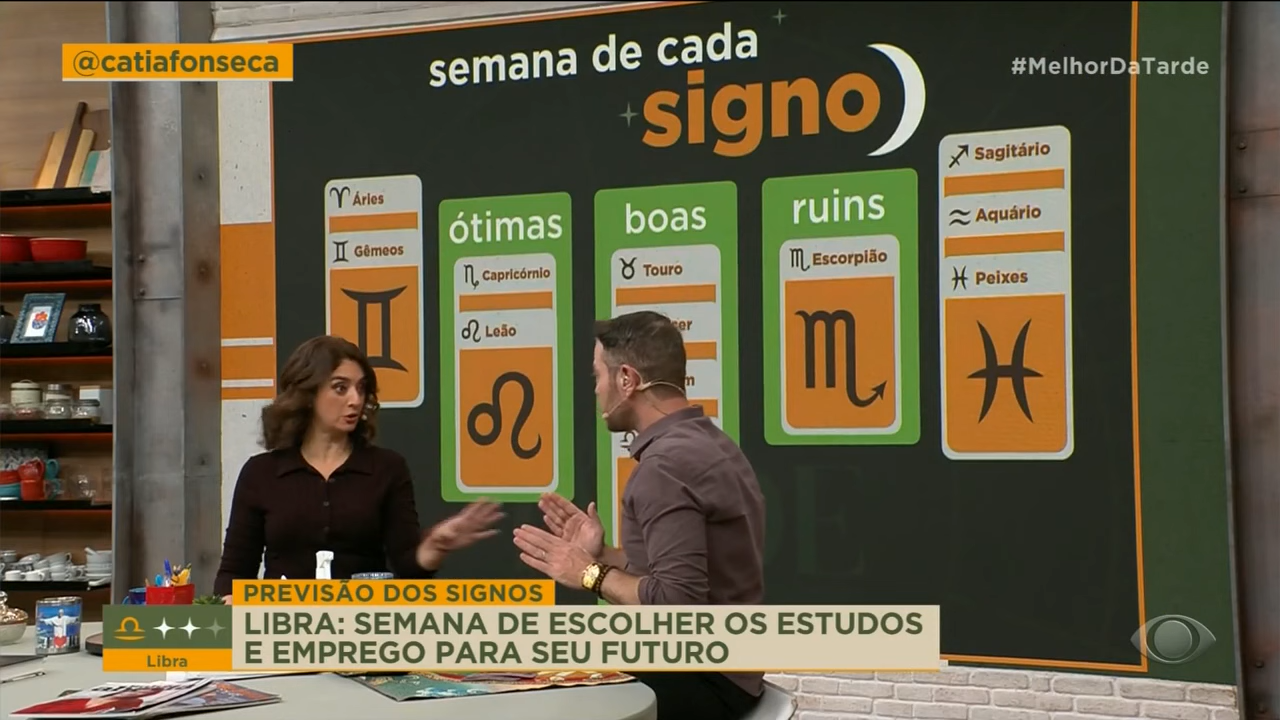 @catiafonseca
#MelhorDaTarde
semana de cada
signo
Áries
Gêmeos
ótimas
Capricórnio
Leão
boas
Touro
ruins
Escorpião
Sagitário
Aquário
Peixes
PREVISÃO DOS SIGNOS
LIBRA: SEMANA DE ESCOLHER OS ESTUDOS
E EMPREGO PARA SEU FUTURO
Libra